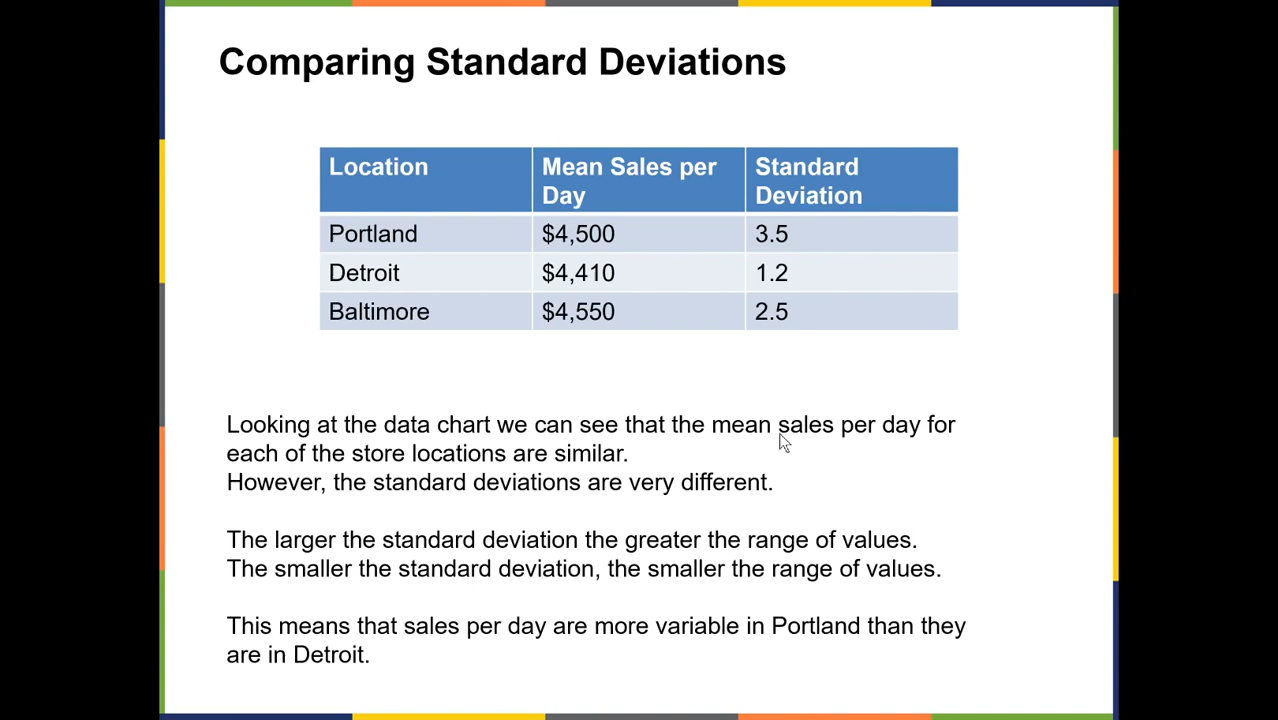 Comparing Standard Deviations
Location Mean Sales per Day Standard Deviation
Portland $4,500 3.5
Detroit $4,410 1.2
Baltimore $4,550 2.5
Looking at the data chart we can see that the mean sales per day for
each of the store locations are similar.
However, the standard deviations are very different.
The larger the standard deviation the greater the range of values.
The smaller the standard deviation, the smaller the range of values.
This means that sales per day are more variable in Portland than they
are in Detroit.